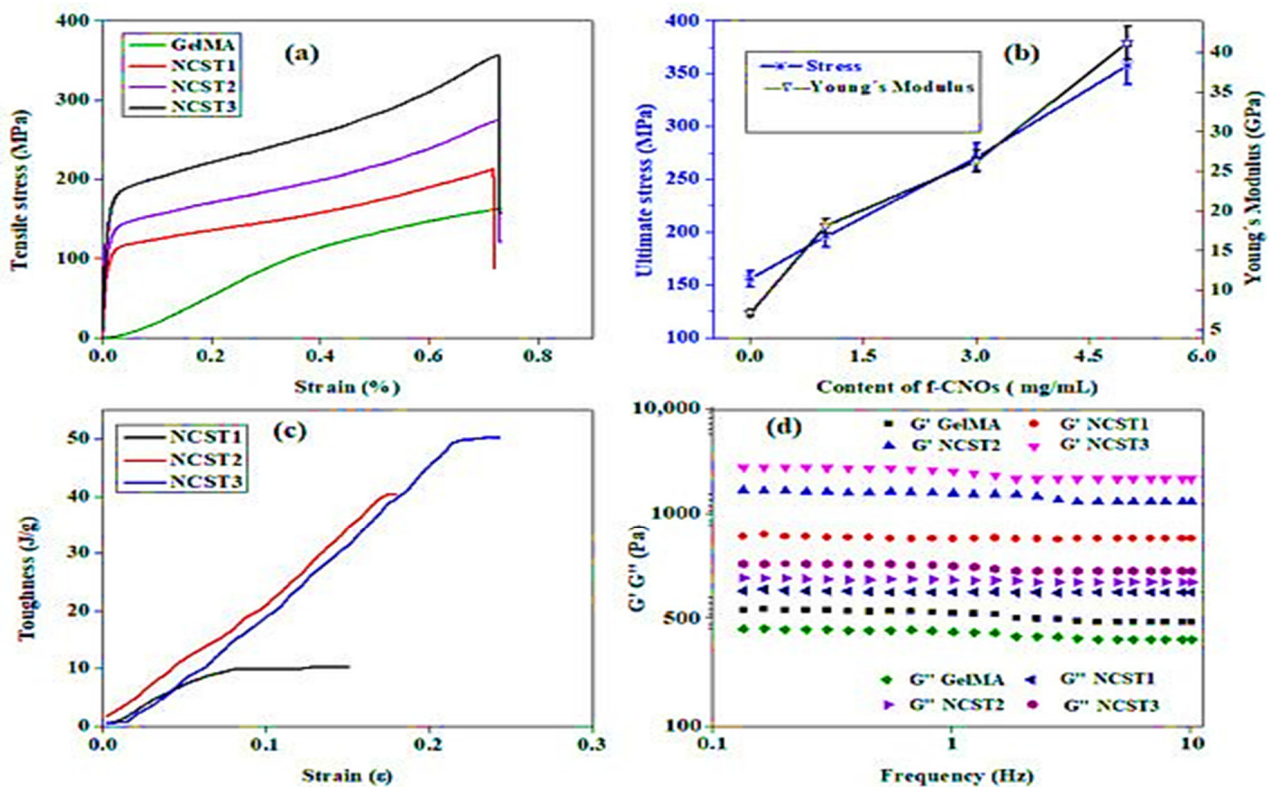 400
300
200
100
0
Tensile stress (MPa)
GelMA
NCST1
NCST2
NCST3
(a)
0.0 0.2 0.4 0.6 0.8
Strain (%)
400
350
300
250
200
150
100
Ultimate stress (MPa)
Stress
Young´s Modulus
(b)
40
35
30
25
20
15
10
5
Young´s Modulus (GPa)
0.0 1.5 3.0 4.5 6.0
Content of f-CNOs ( mg/mL)
50
40
30
20
10
0
Toughness (J/g)
NCST1
NCST2
NCST3
(c)
0.0 0.1 0.2 0.3
Strain (ε)
10,000
1000
500
100
G' G'' (Pa)
(d)
G' GelMA G' NCST1
G' NCST2 G' NCST3
G'' GelMA G'' NCST1
G'' NCST2 G'' NCST3
0.1 1 10
Frequency (Hz)